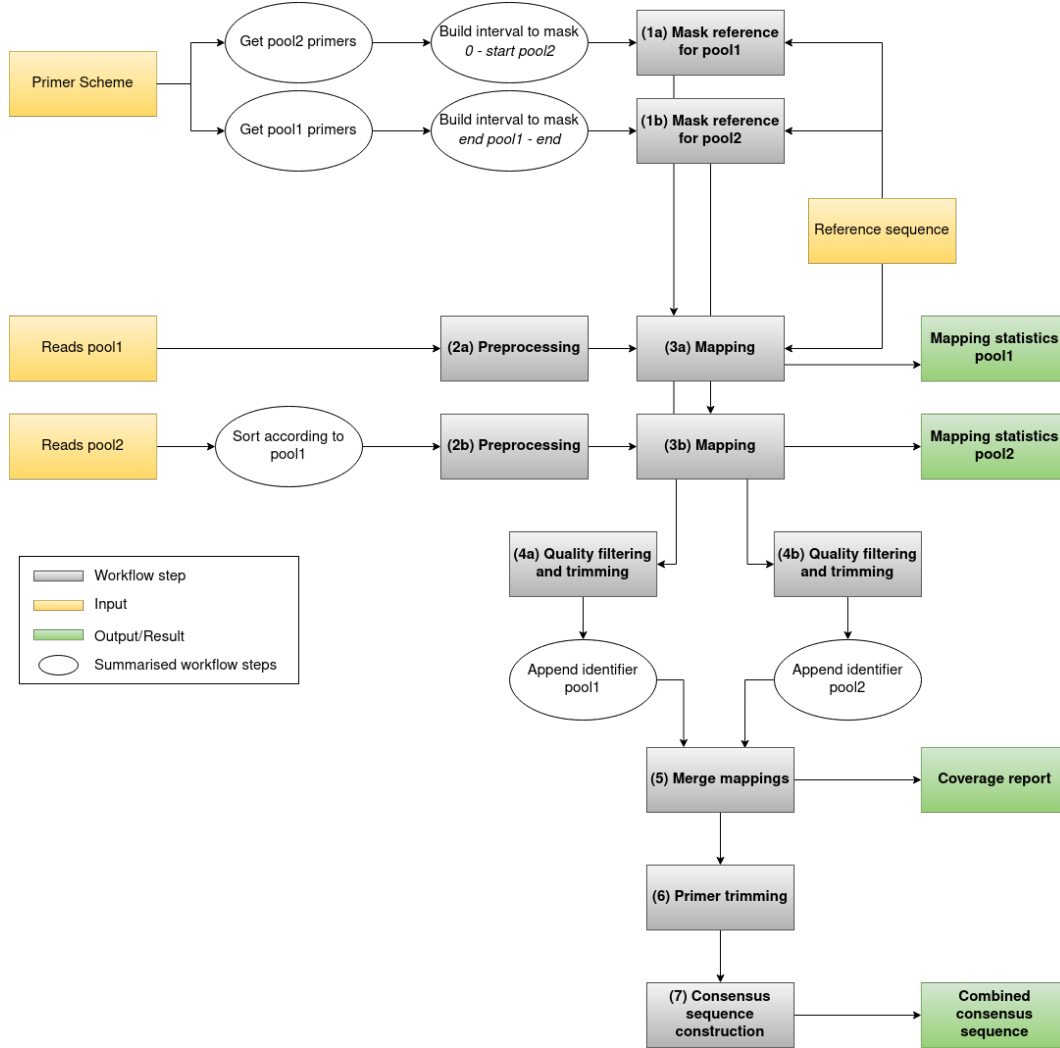 Primer Scheme
Get pool2 primers
Build interval to mask
0 - start pool2
(1a) Mask reference
for pool1
Get pool1 primers
Build interval to mask
end pool1 - end
(1b) Mask reference
for pool2
Reference sequence
Reads pool1
(2a) Preprocessing
(3a) Mapping
Mapping statistics
pool1
Reads pool2
Sort according to
pool1
(2b) Preprocessing
(3b) Mapping
Mapping statistics
pool2
(4a) Quality filtering
and trimming
(4b) Quality filtering
and trimming
Workflow step
Input
Output/Result
Summarised workflow steps
Append identifier
pool1
Append identifier
pool2
(5) Merge mappings
Coverage report
(6) Primer trimming
(7) Consensus
sequence
construction
Combined
consensus
sequence